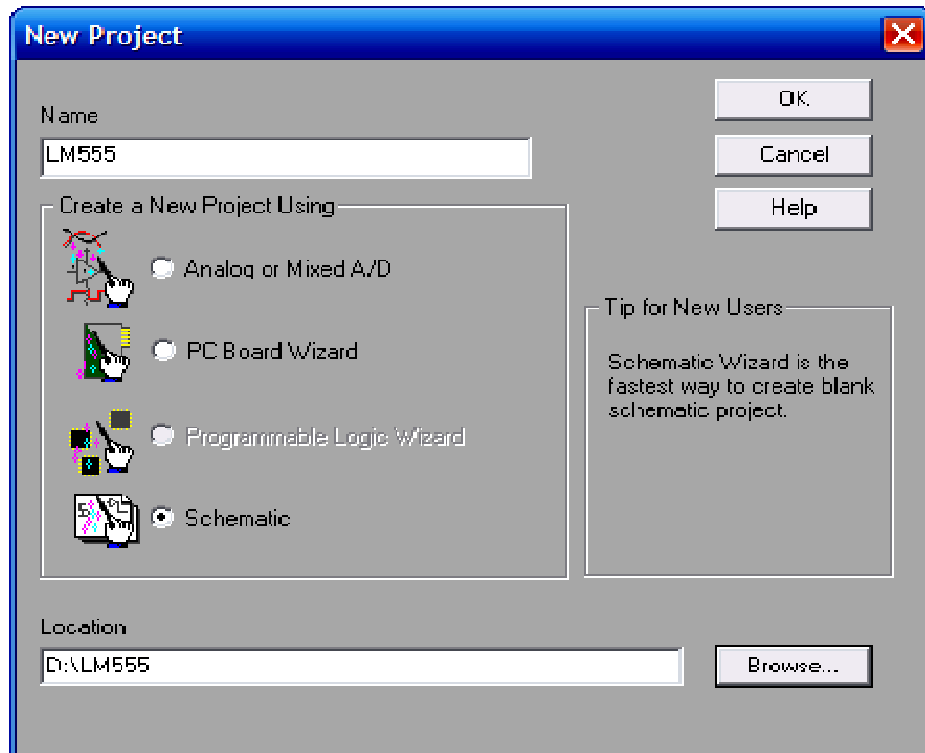 New Project
Name
LM555
OK
Cancel
Help
Create a New Project Using
Analog or Mixed A/D
PC Board Wizard
Programmable Logic Wizard
Schematic
Tip for New Users
Schematic Wizard is the
fastest way to create blank
schematic project.
Location
D:\LM555
Browse...